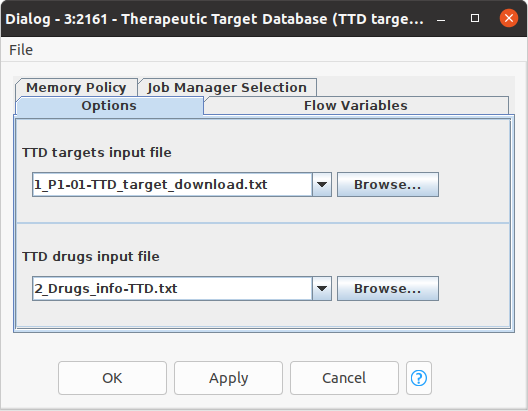 Dialog - 3:2161 - Therapeutic Target Database (TTD targe...
File
Memory Policy Job Manager Selection
Options Flow Variables
TTD targets input file
1_P1-01-TTD_target_download.txt Browse...
TTD drugs input file
2_Drugs_info-TTD.txt Browse...
OK Apply Cancel ?